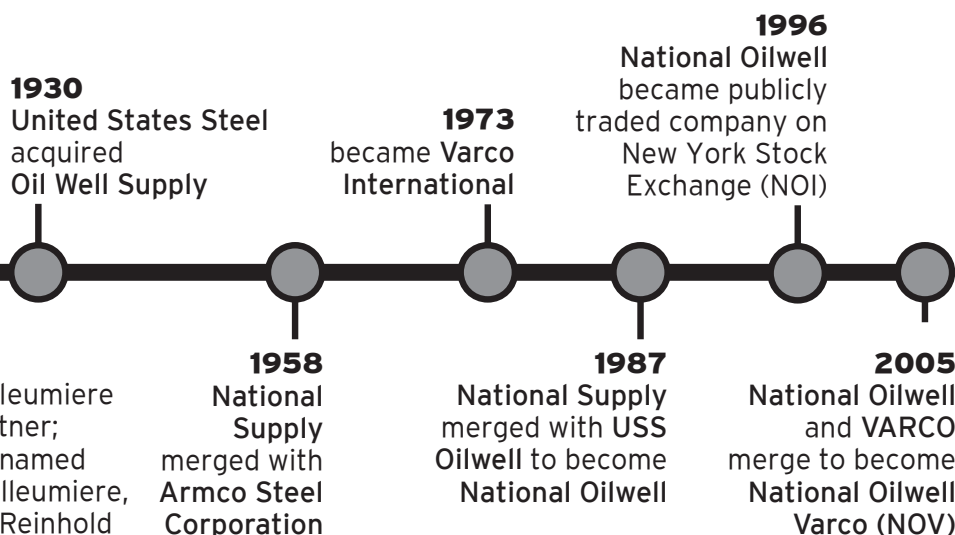 1930
United States Steel
acquired
Oil Well Supply
1973
became Varco
International
1996
National Oilwell
became publicly
traded company on
New York Stock
Exchange (NOI)
leumiere
tner;
named
lleumiere,
Reinhold
1958
National
Supply
merged with
Armco Steel
Corporation
1987
National Supply
merged with USS
Oilwell to become
National Oilwell
2005
National Oilwell
and VARCO
merge to become
National Oilwell
Varco (NOV)